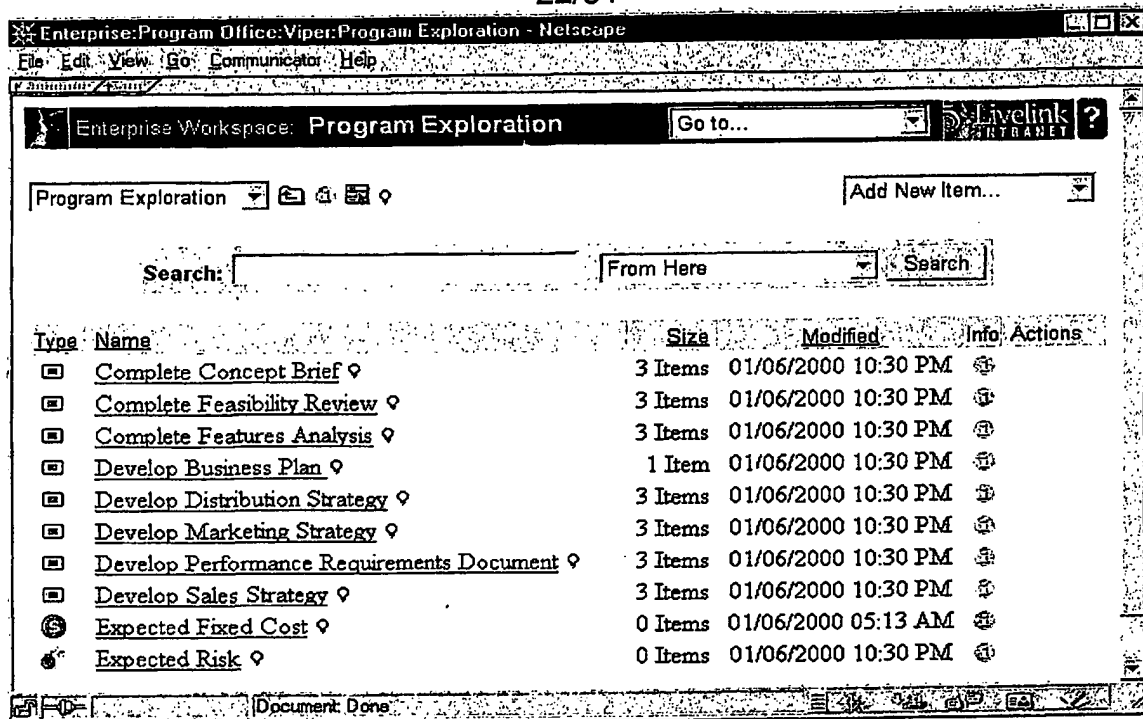 Enterprise:Program Office:Viper:Program Exploration - Netscape
File Edit View Go Communicator Help
Enterprise Workspace: Program Exploration Go to... Livelink INTRANET ?
Program Exploration Add New Item...
Search: From Here Search
Type Name Size Modified Info Actions
Complete Concept Brief 3 Items 01/06/2000 10:30 PM
Complete Feasibility Review 3 Items 01/06/2000 10:30 PM
Complete Features Analysis 3 Items 01/06/2000 10:30 PM
Develop Business Plan 1 Item 01/06/2000 10:30 PM
Develop Distribution Strategy 3 Items 01/06/2000 10:30 PM
Develop Marketing Strategy 3 Items 01/06/2000 10:30 PM
Develop Performance Requirements Document 3 Items 01/06/2000 10:30 PM
Develop Sales Strategy 3 Items 01/06/2000 10:30 PM
Expected Fixed Cost 0 Items 01/06/2000 05:13 AM
Expected Risk 0 Items 01/06/2000 10:30 PM
Document: Done